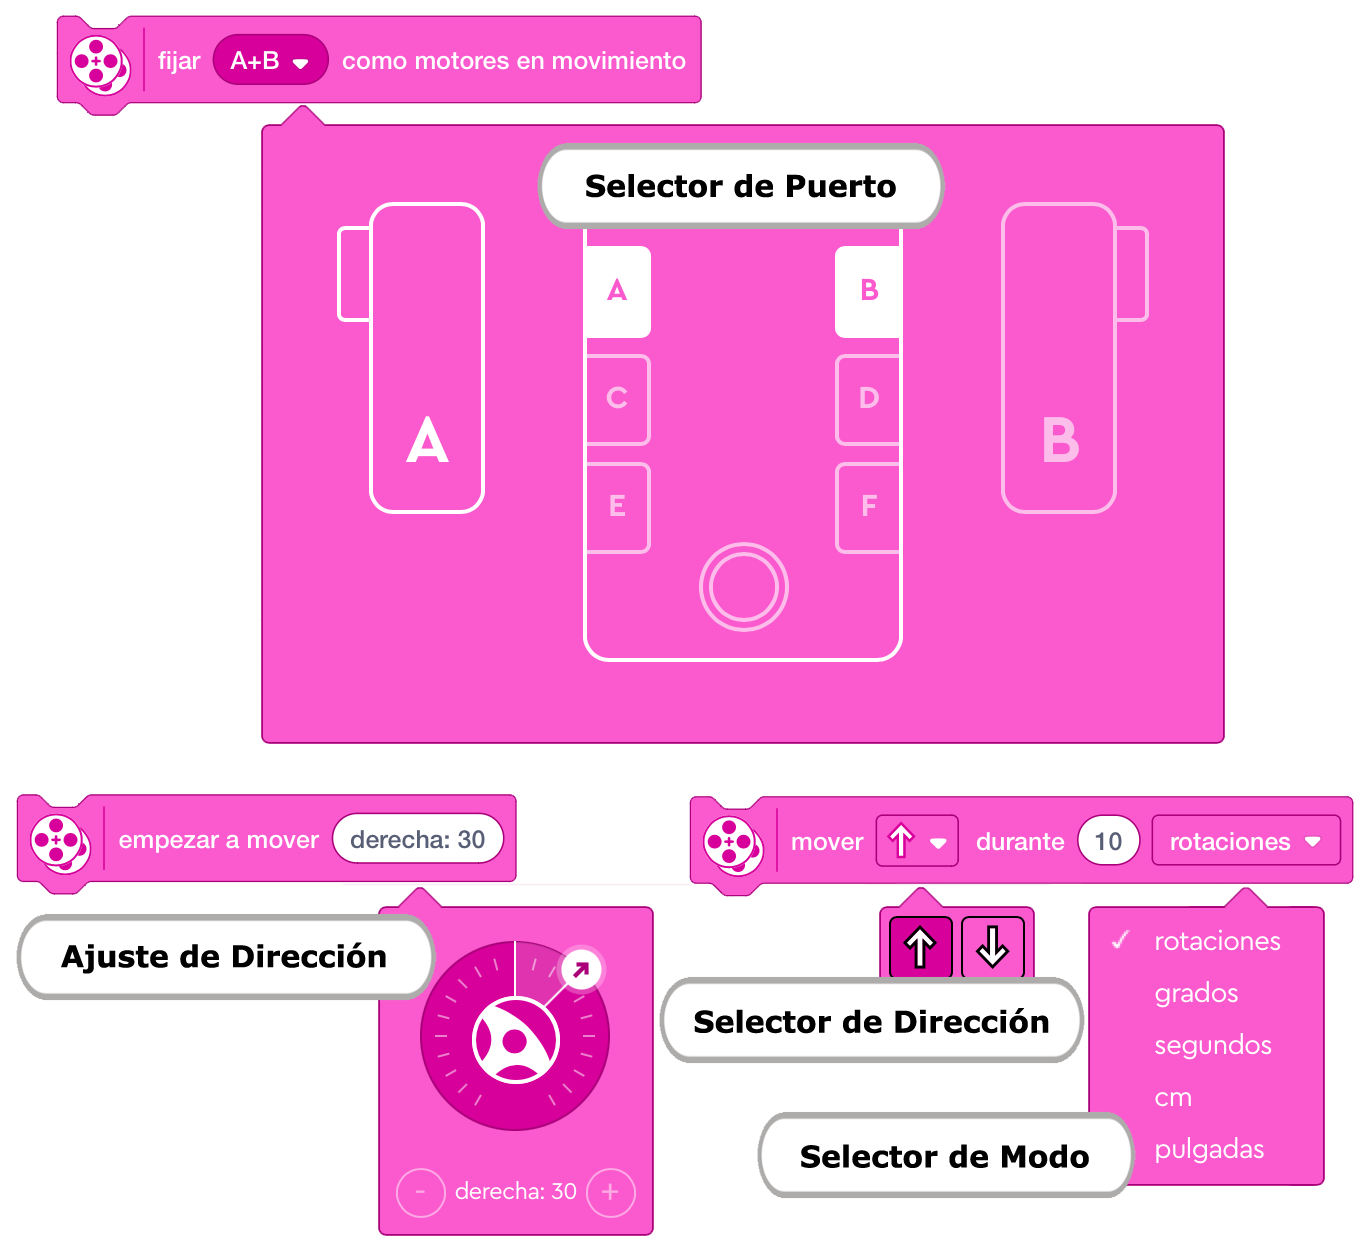 fijar A+B como motores en movimiento
Selector de Puerto
A B
C D
E F
A B
empezar a mover derecha: 30
Ajuste de Dirección
- derecha: 30 +
mover durante 10 rotaciones
Selector de Dirección
✓ rotaciones
grados
segundos
cm
pulgadas
Selector de Modo